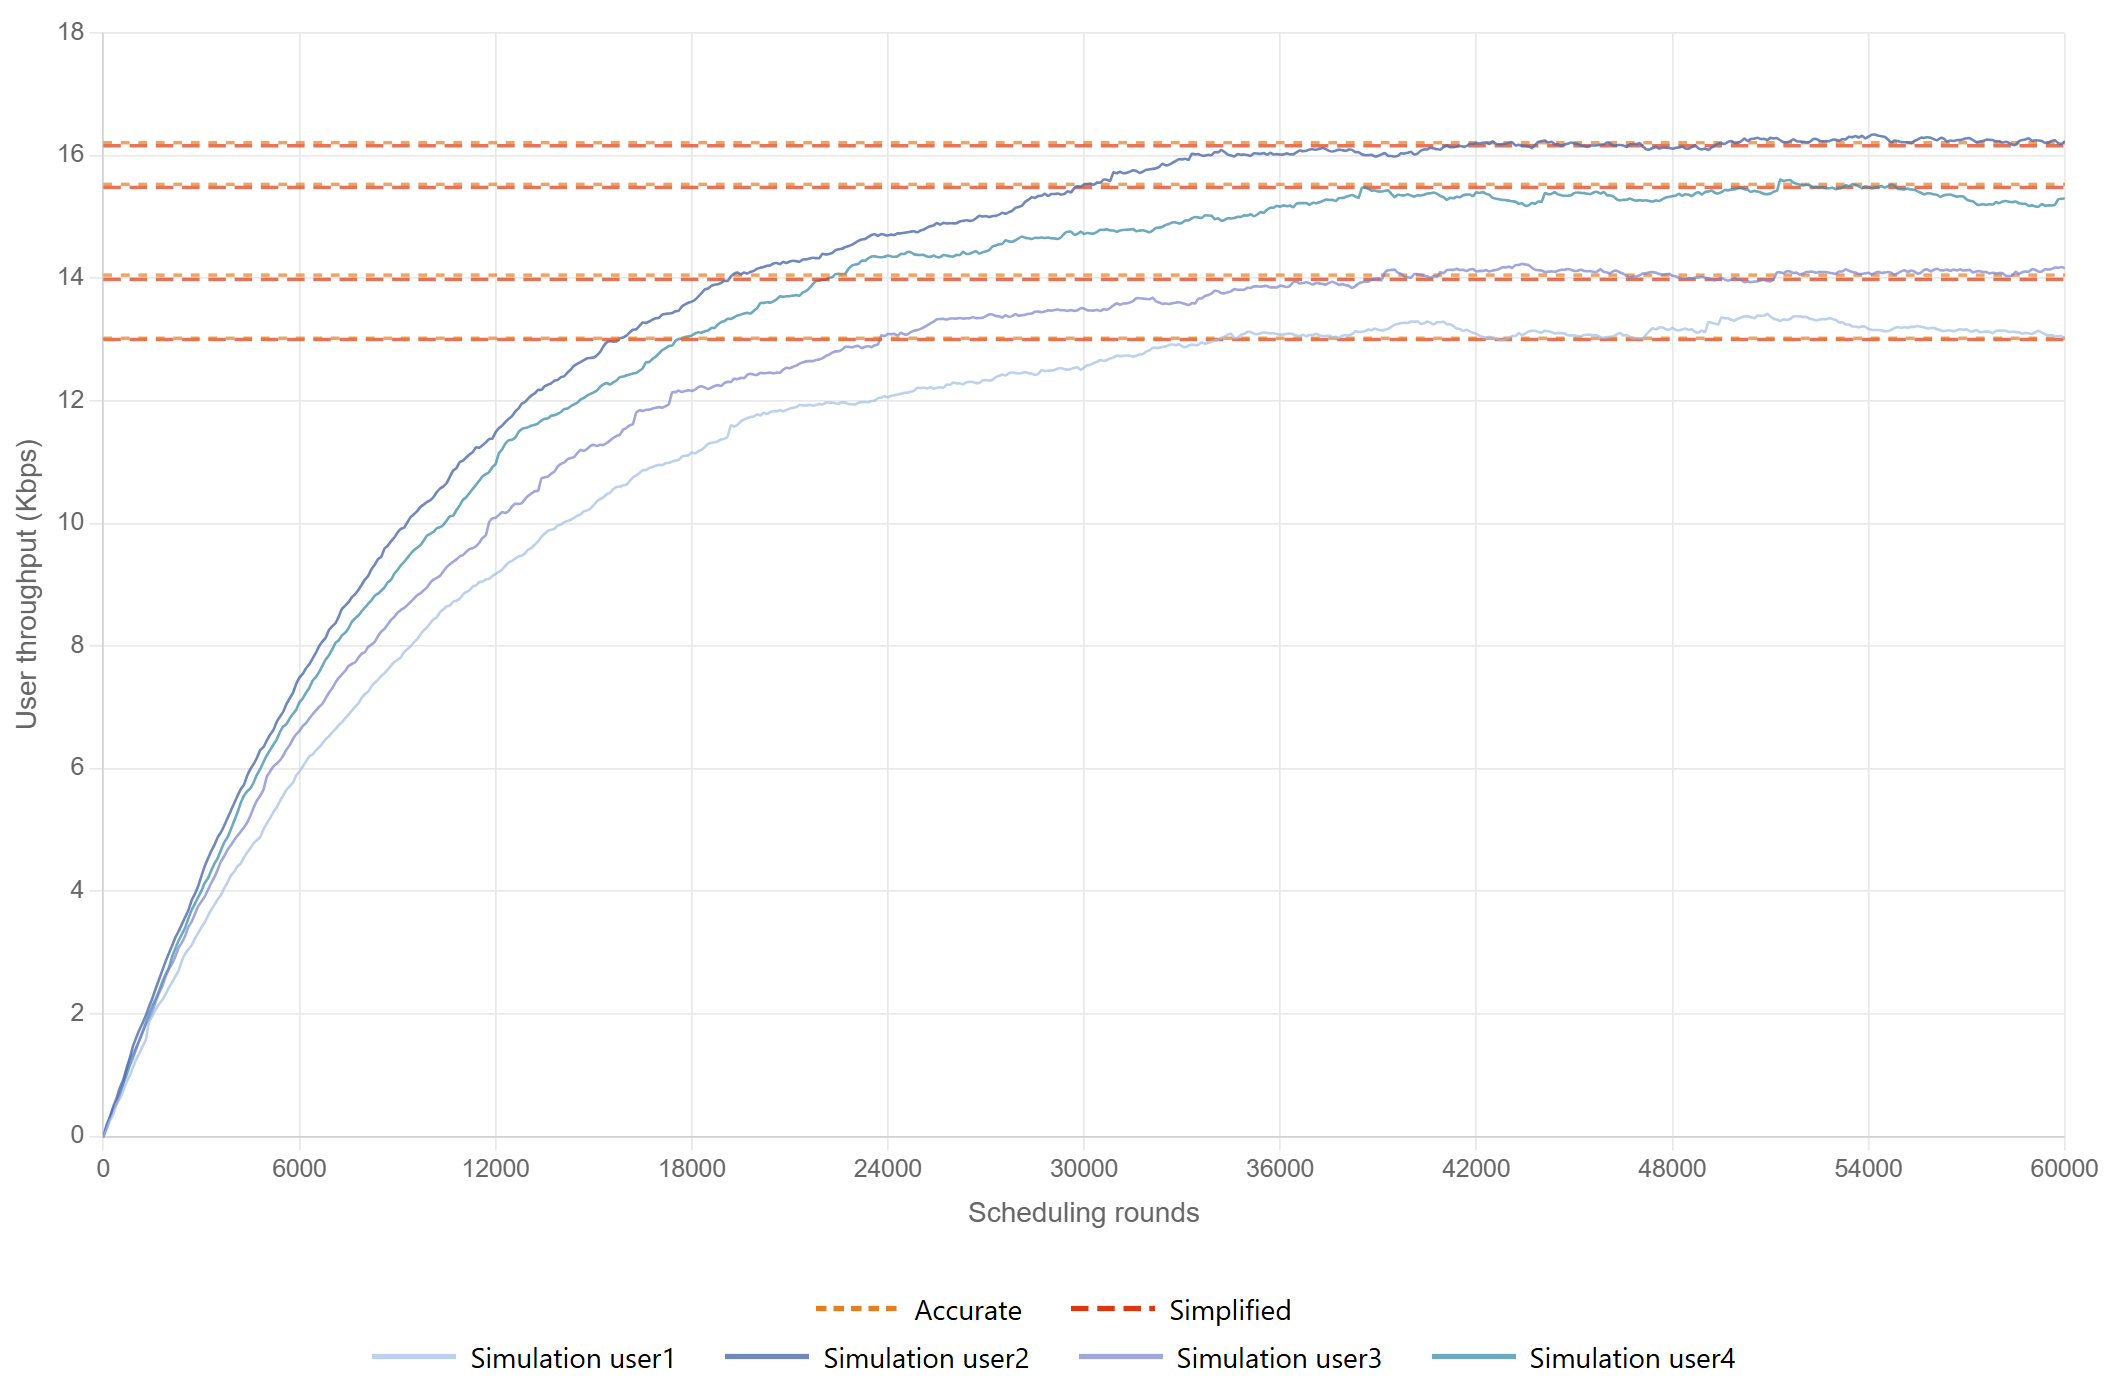 18
16
14
12
10
8
6
4
2
0
User throughput (Kbps)
0 6000 12000 18000 24000 30000 36000 42000 48000 54000 60000
Scheduling rounds
Accurate Simplified
Simulation user1 Simulation user2 Simulation user3 Simulation user4